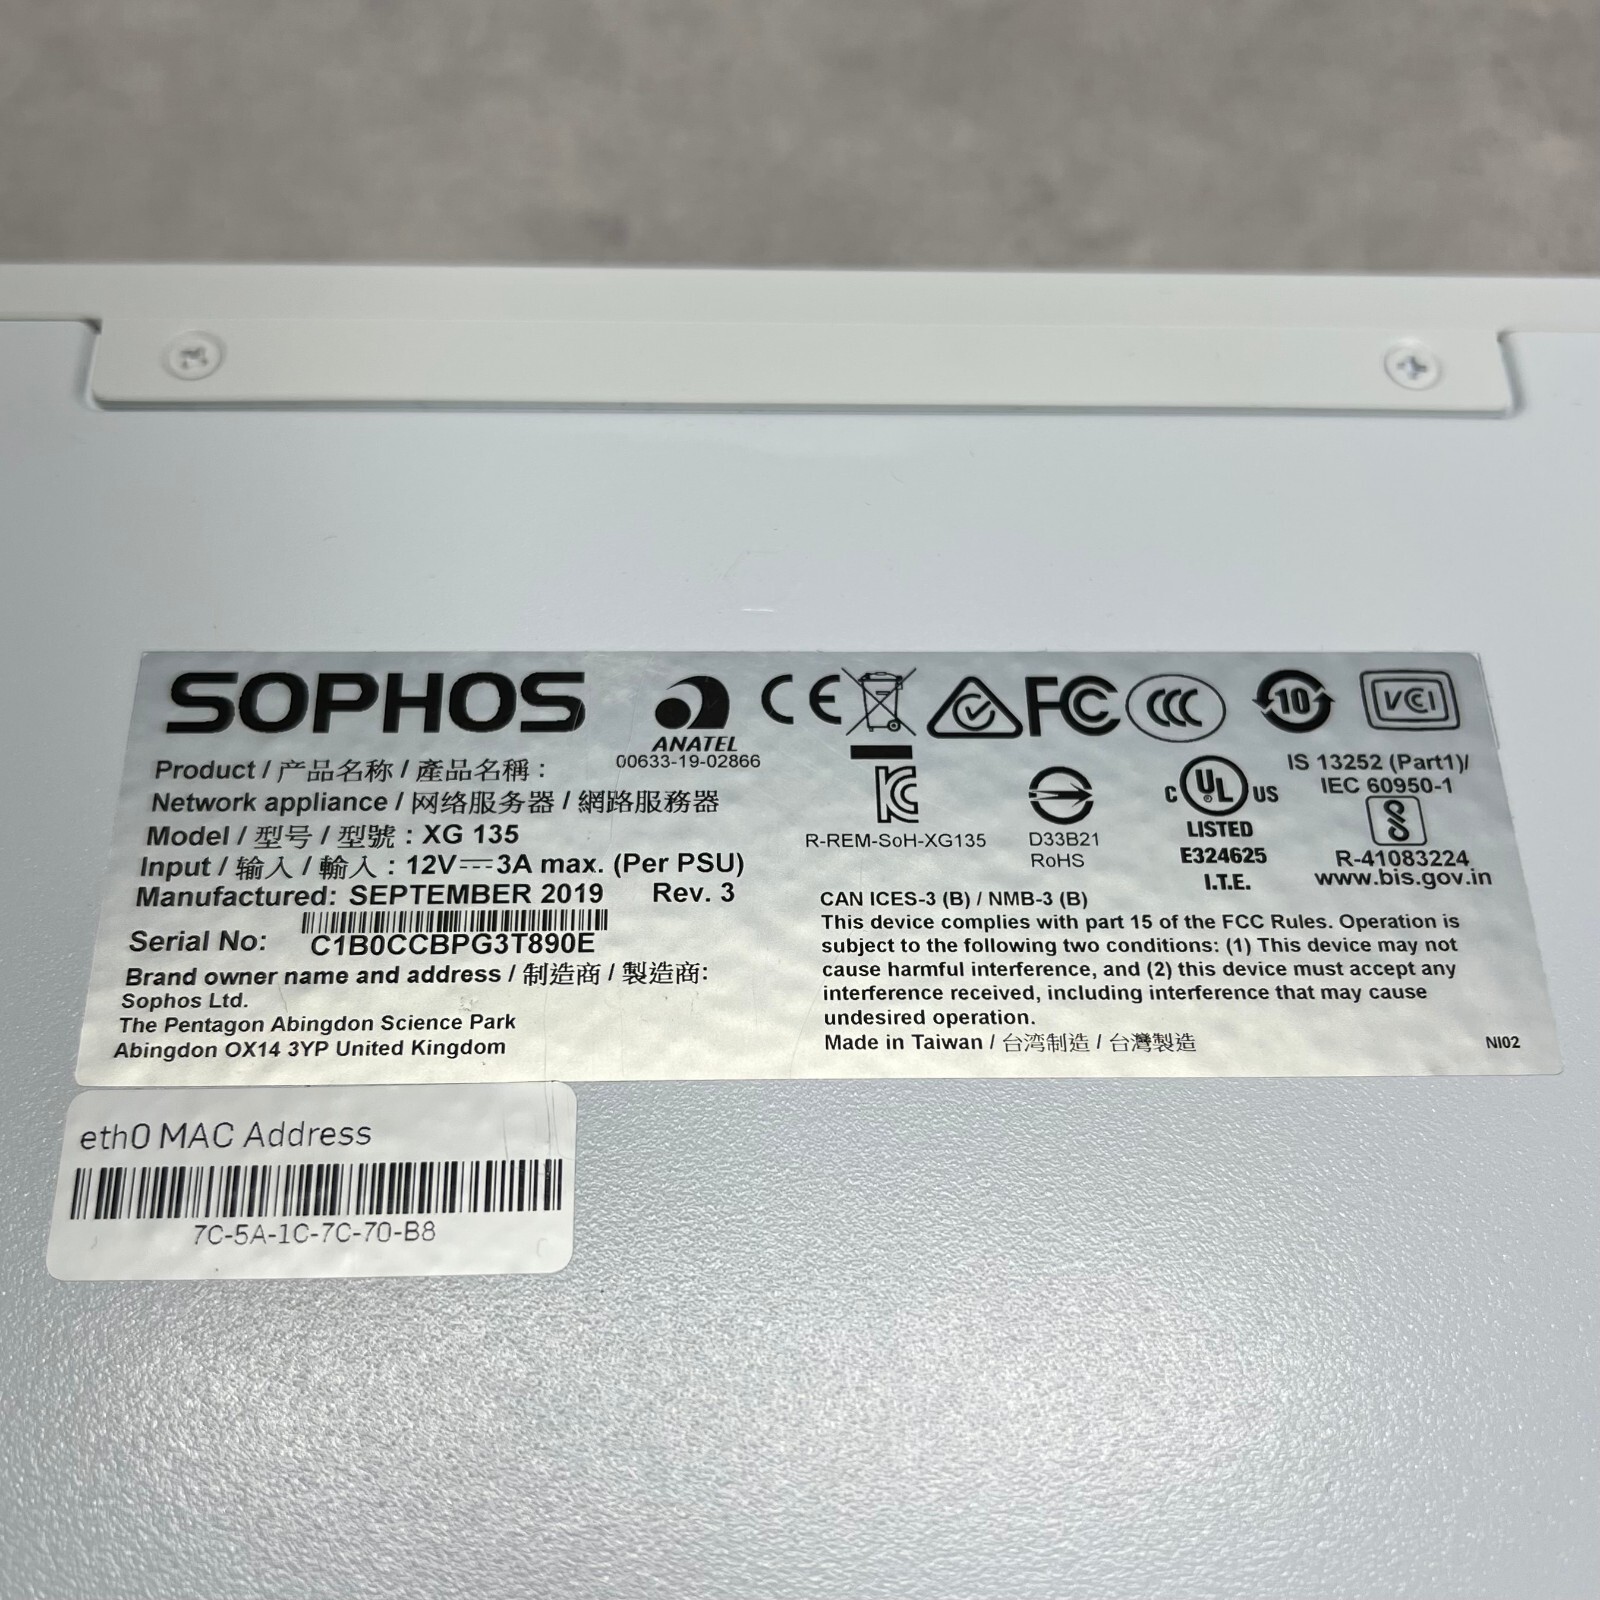 SOPHOS
Product / 产品名称 / 產品名稱 :
Network appliance / 网络服务器 / 網路服務器
Model / 型号 / 型號 : XG 135
Input / 输入 / 輸入 : 12V⎓3A max. (Per PSU)
Manufactured: SEPTEMBER 2019 Rev. 3
Serial No: C1B0CCBPG3T890E
Brand owner name and address / 制造商 / 製造商:
Sophos Ltd.
The Pentagon Abingdon Science Park
Abingdon OX14 3YP United Kingdom
ANATEL
00633-19-02866
CE
FC
CCC
10
VCI
R-REM-SoH-XG135
D33B21
RoHS
C UL US
LISTED
E324625
I.T.E.
IS 13252 (Part1)/
IEC 60950-1
R-41083224
www.bis.gov.in
CAN ICES-3 (B) / NMB-3 (B)
This device complies with part 15 of the FCC Rules. Operation is
subject to the following two conditions: (1) This device may not
cause harmful interference, and (2) this device must accept any
interference received, including interference that may cause
undesired operation.
Made in Taiwan / 台湾制造 / 台灣製造
NI02
eth0 MAC Address
7C-5A-1C-7C-70-B8